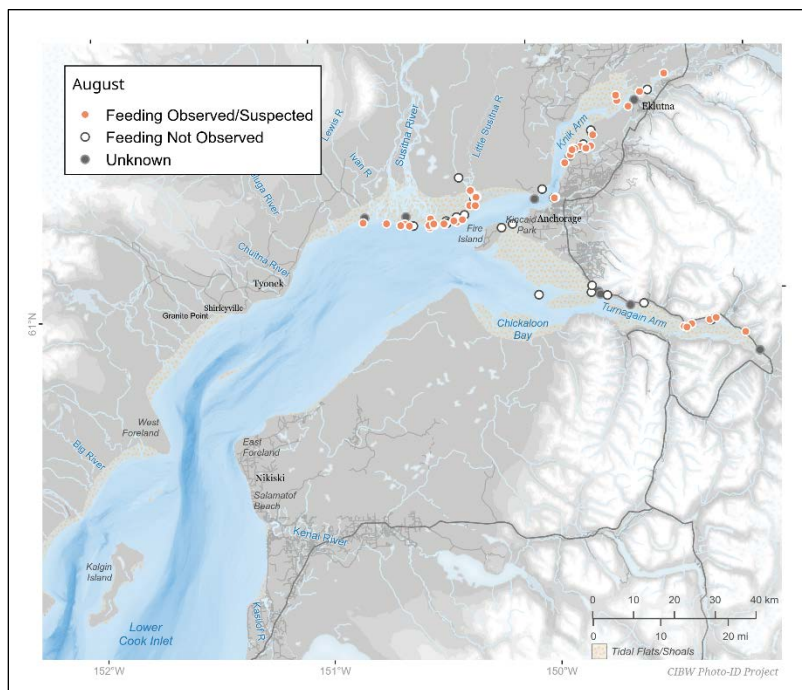 August
Feeding Observed/Suspected
Feeding Not Observed
Unknown
Lewis R
Ivan R.
Susitna River
Little Susitna R
Knik Arm
Eklutna
Chuitna River
Tyonek
Shirleyville
Granite Point
Fire
Island
Kincaid
Park
Anchorage
61°N
Chickaloon
Bay
Turnagain Arm
West
Foreland
East
Foreland
Big River
Nikiski
Salamatof
Beach
Kenai River
Kalgin
Island
Kasilof R
Lower
Cook Inlet
0 10 20 30 40 km
0 10 20 mi
Tidal Flats/Shoals
CIBW Photo-ID Project
152°W
151°W
150°W